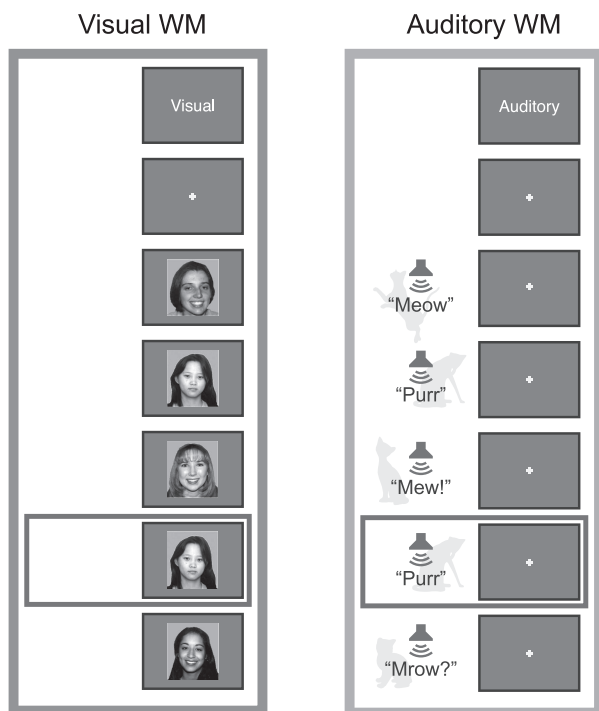 Visual WM
Auditory WM
Visual
Auditory
“Meow”
“Purr”
“Mew!”
“Purr”
“Mrow?”